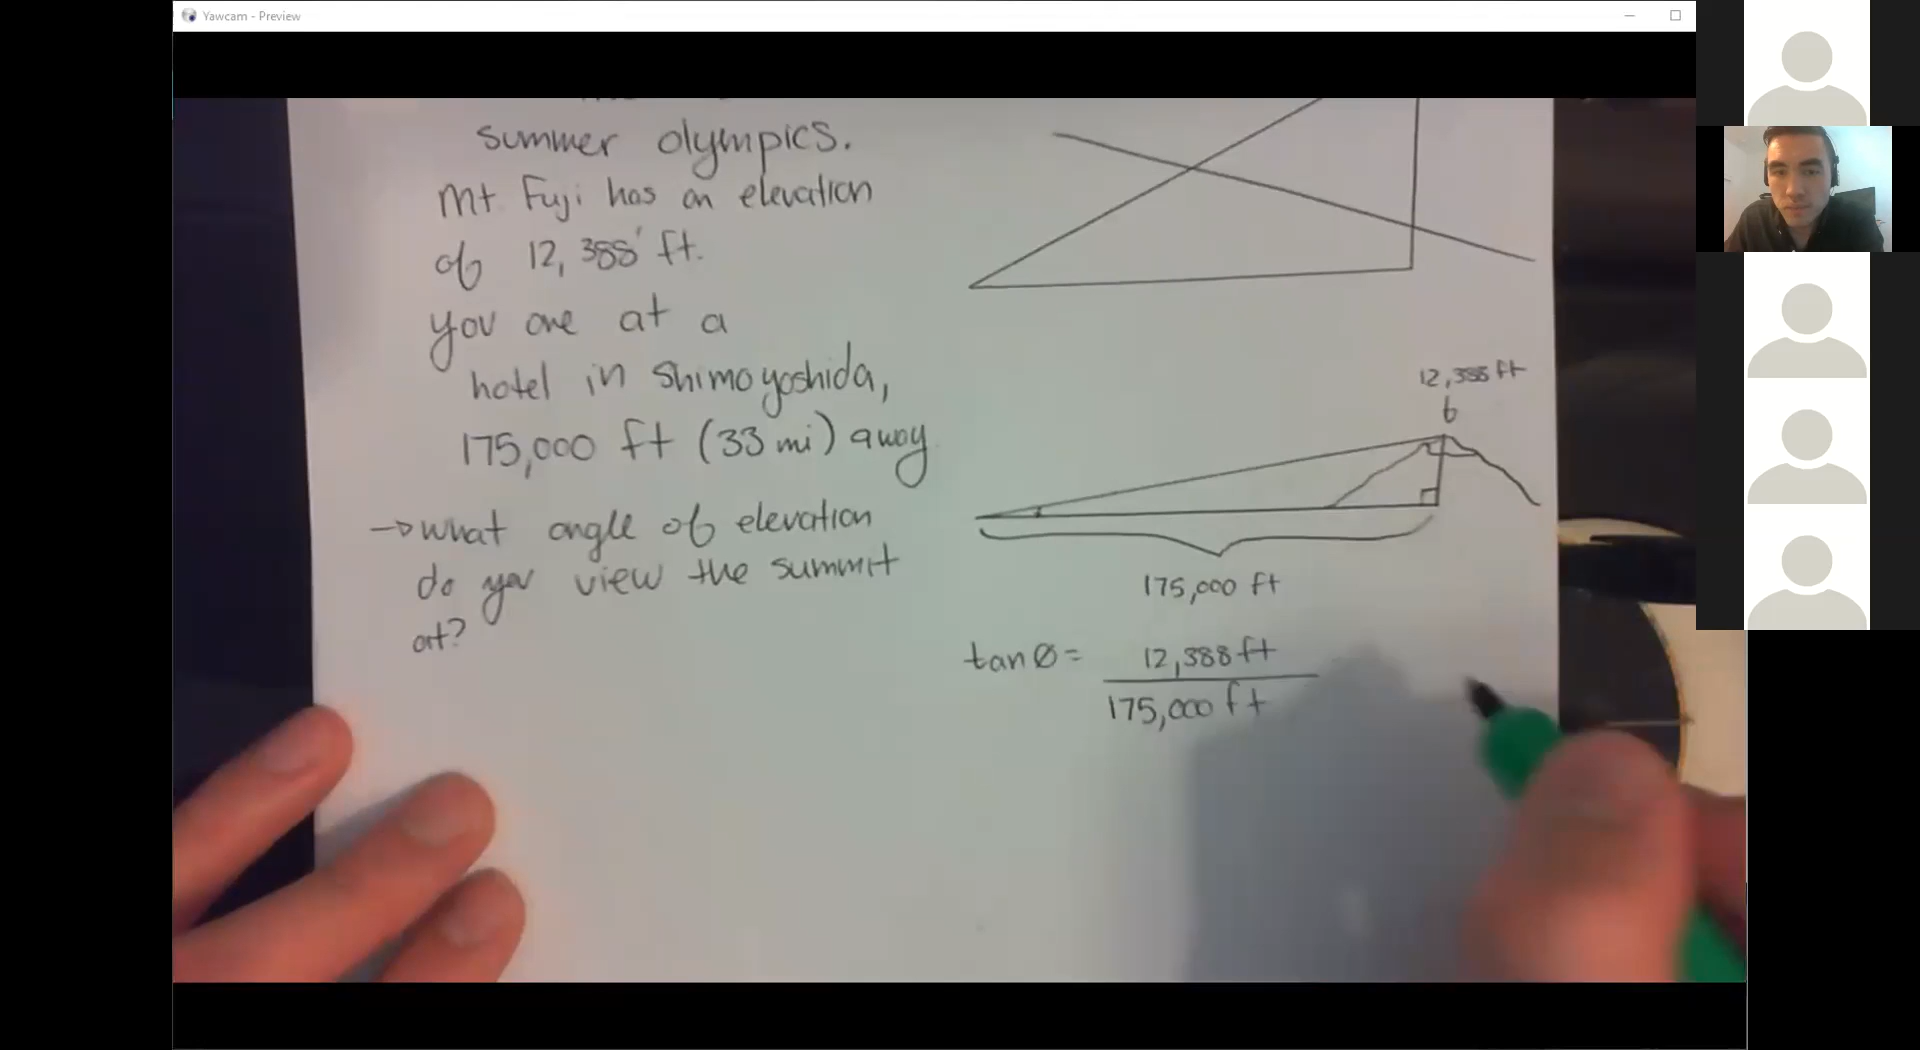 Yawcam - Preview
summer olympics.
Mt Fuji has an elevation
of 12,388' ft.
you are at a
hotel in Shimoyoshida,
175,000 ft (33 mi) away
→ what angle of elevation
do you view the summit
at?
12,388 ft
175,000 ft
tan θ = 12,388 ft
175,000 ft